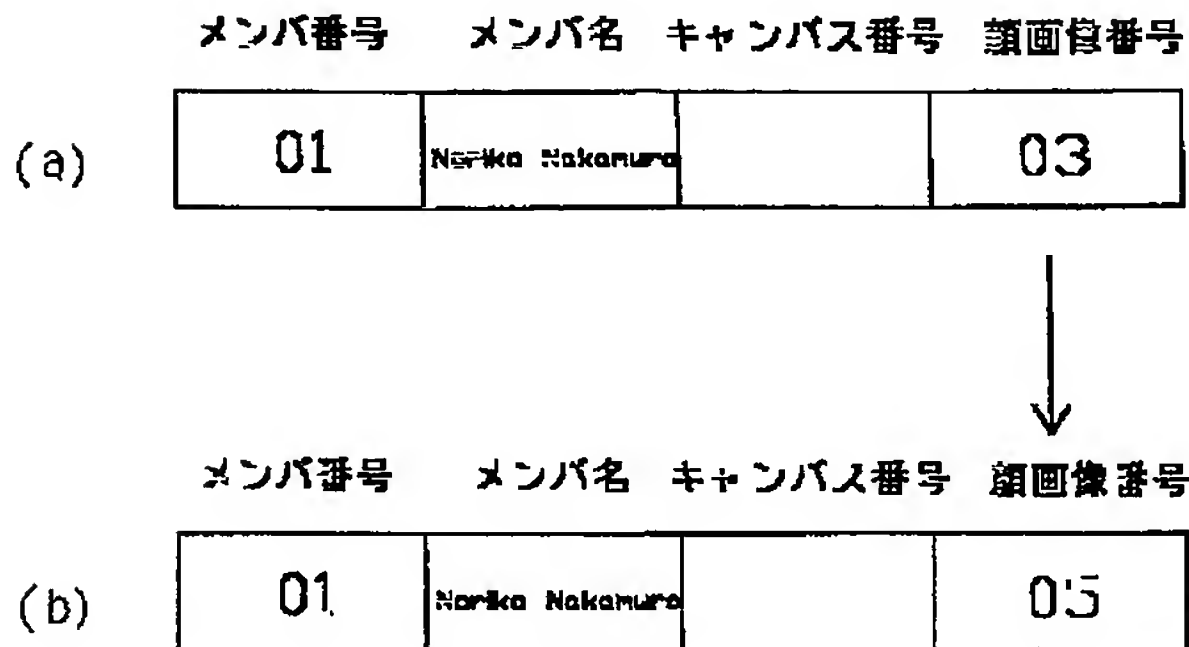 メンバ番号 メンバ名 キャンバス番号 顔画像番号
(a) 01 Noriko Nakamura 03
メンバ番号 メンバ名 キャンバス番号 顔画像番号
(b) 01 Noriko Nakamura 05